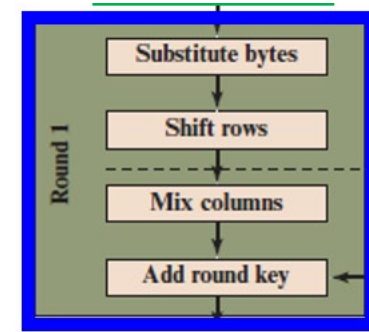 Substitute bytes
Shift rows
Round 1
Mix columns
Add round key